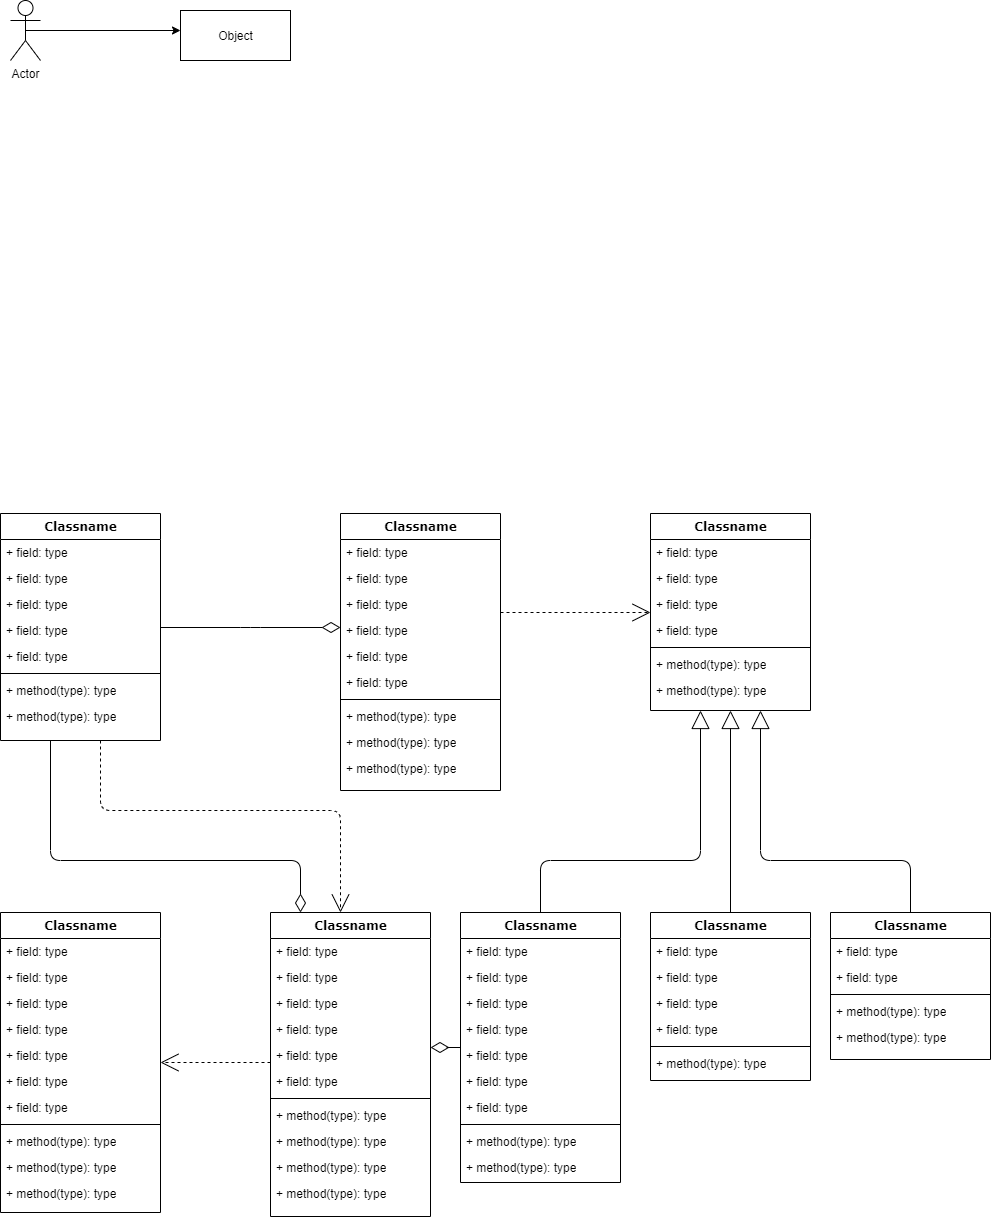 Object
Actor
Classname
+ field: type
+ field: type
+ field: type
+ field: type
+ field: type
+ method(type): type
+ method(type): type
Classname
+ field: type
+ field: type
+ field: type
+ field: type
+ field: type
+ field: type
+ method(type): type
+ method(type): type
+ method(type): type
Classname
+ field: type
+ field: type
+ field: type
+ field: type
+ method(type): type
+ method(type): type
Classname
+ field: type
+ field: type
+ field: type
+ field: type
+ field: type
+ field: type
+ field: type
+ method(type): type
+ method(type): type
+ method(type): type
Classname
+ field: type
+ field: type
+ field: type
+ field: type
+ field: type
+ field: type
+ method(type): type
+ method(type): type
+ method(type): type
+ method(type): type
Classname
+ field: type
+ field: type
+ field: type
+ field: type
+ field: type
+ field: type
+ field: type
+ method(type): type
+ method(type): type
Classname
+ field: type
+ field: type
+ field: type
+ field: type
+ method(type): type
Classname
+ field: type
+ field: type
+ method(type): type
+ method(type): type